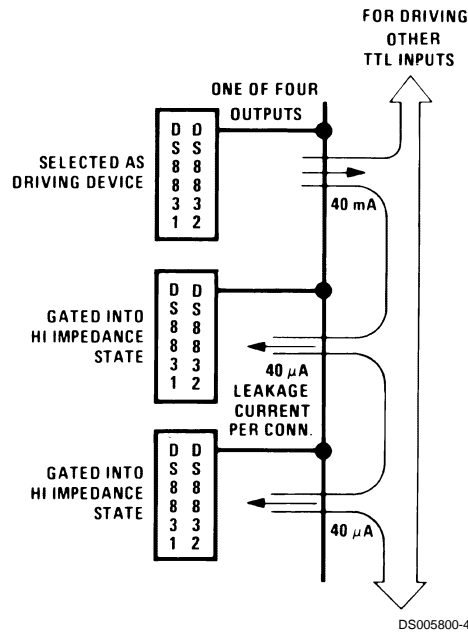 FOR DRIVING
OTHER
TTL INPUTS
ONE OF FOUR
OUTPUTS
SELECTED AS
DRIVING DEVICE
DS8831
DS8832
40 mA
GATED INTO
HI IMPEDANCE
STATE
DS8831
DS8832
40 μA
LEAKAGE
CURRENT
PER CONN.
GATED INTO
HI IMPEDANCE
STATE
DS8831
DS8832
40 μA
DS005800-4